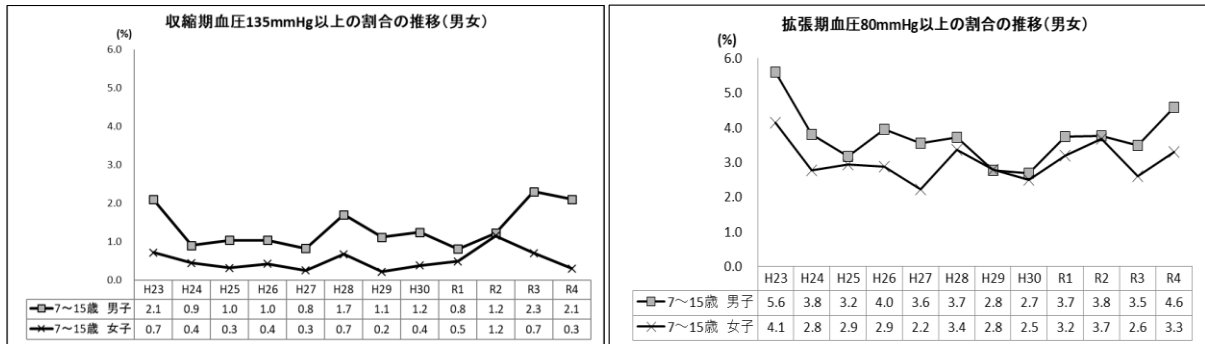 収縮期血圧135mmHg以上の割合の推移(男女)
(%)
6.0
5.0
4.0
3.0
2.0
1.0
0.0
H23 H24 H25 H26 H27 H28 H29 H30 R1 R2 R3 R4
7~15歳 男子 2.1 0.9 1.0 1.0 0.8 1.7 1.1 1.2 0.8 1.2 2.3 2.1
7~15歳 女子 0.7 0.4 0.3 0.4 0.3 0.7 0.2 0.4 0.5 1.2 0.7 0.3
拡張期血圧80mmHg以上の割合の推移(男女)
(%)
6.0
5.0
4.0
3.0
2.0
1.0
0.0
H23 H24 H25 H26 H27 H28 H29 H30 R1 R2 R3 R4
7~15歳 男子 5.6 3.8 3.2 4.0 3.6 3.7 2.8 2.7 3.7 3.8 3.5 4.6
7~15歳 女子 4.1 2.8 2.9 2.9 2.2 3.4 2.8 2.5 3.2 3.7 2.6 3.3